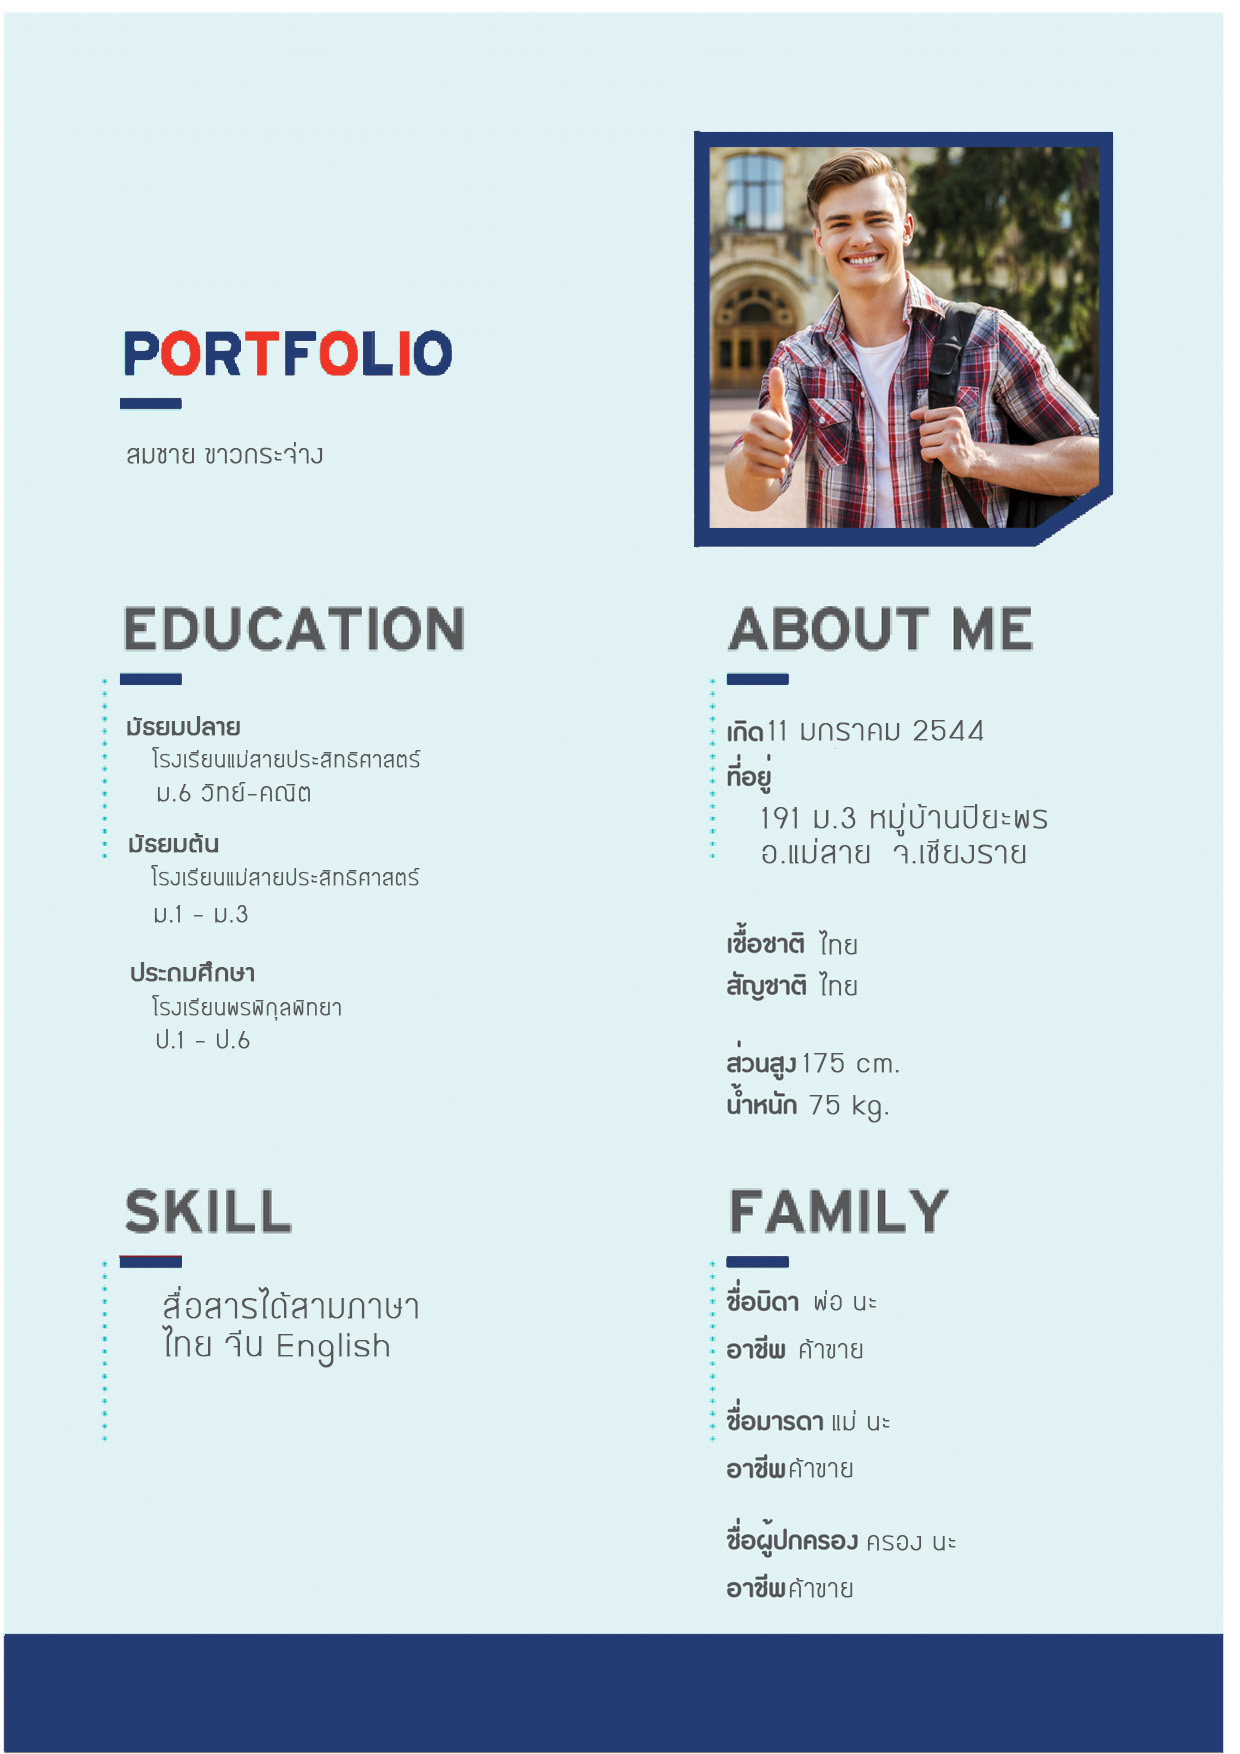 PORTFOLIO
สมชาย ขาวกระจ่าง
EDUCATION
มัธยมปลาย
โรงเรียนแม่สายประสิทธิศาสตร์
ม.6 วิทย์-คณิต
มัธยมต้น
โรงเรียนแม่สายประสิทธิศาสตร์
ม.1 - ม.3
ประถมศึกษา
โรงเรียนพรพิกุลพิทยา
ป.1 - ป.6
ABOUT ME
เกิด 11 มกราคม 2544
ที่อยู่
191 ม.3 หมู่บ้านปิยะพร
อ.แม่สาย จ.เชียงราย
เชื้อชาติ ไทย
สัญชาติ ไทย
ส่วนสูง 175 cm.
น้ำหนัก 75 kg.
SKILL
สื่อสารได้สามภาษา
ไทย จีน English
FAMILY
ชื่อบิดา พ่อ นะ
อาชีพ ค้าขาย
ชื่อมารดา แม่ นะ
อาชีพ ค้าขาย
ชื่อผู้ปกครอง ครอง นะ
อาชีพ ค้าขาย